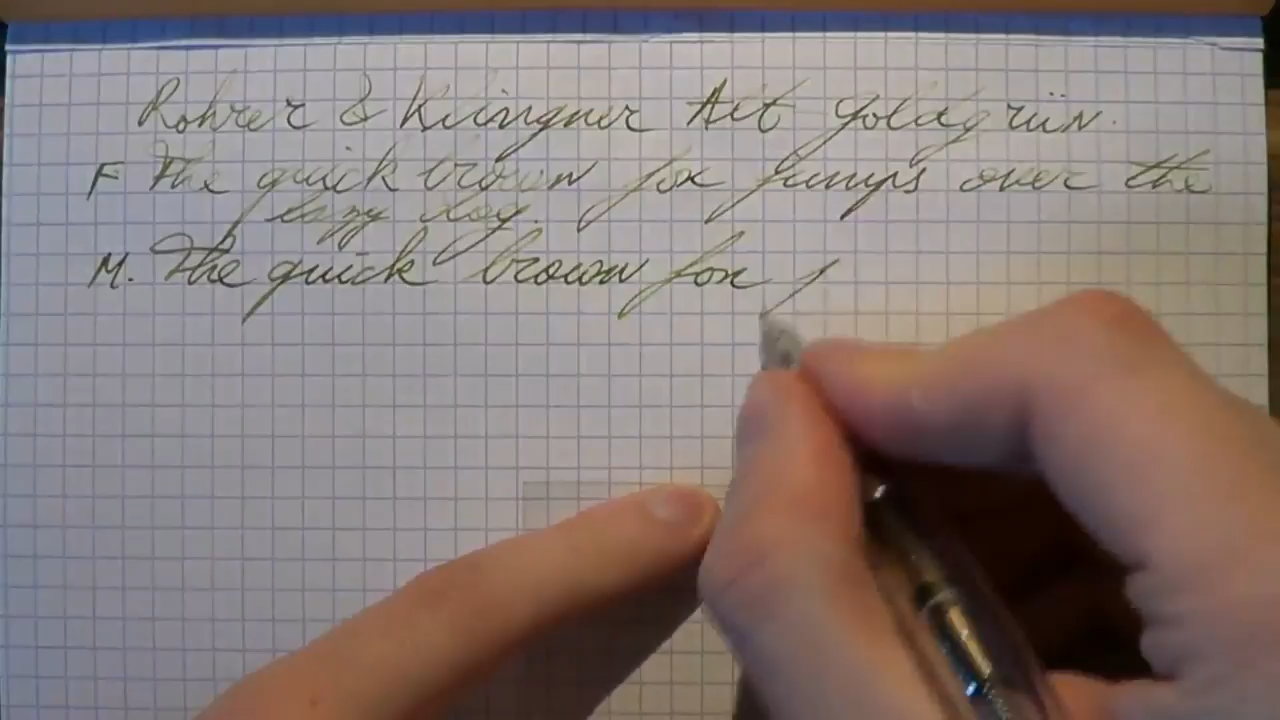 Rohrer & Klingner Alt Goldgrün.
F The quick brown fox jumps over the
lazy dog.
M. The quick brown fox j